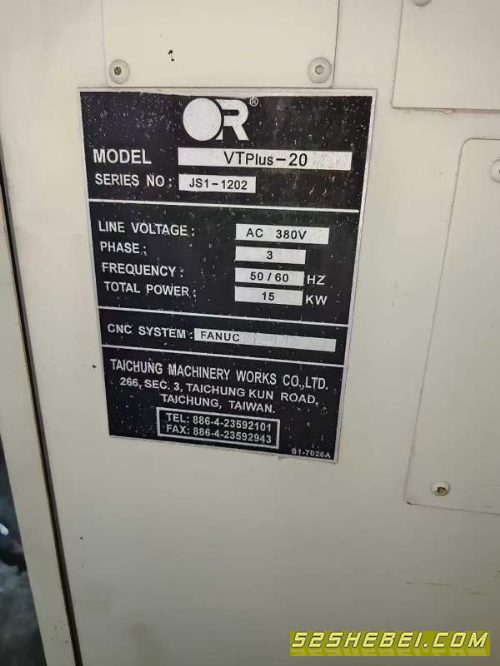 OR®
MODEL VTPlus-20
SERIES NO: JS1-1202
LINE VOLTAGE: AC 380V
PHASE: 3
FREQUENCY: 50/60 HZ
TOTAL POWER: 15 KW
CNC SYSTEM: FANUC
TAICHUNG MACHINERY WORKS CO.,LTD.
266, SEC. 3, TAICHUNG KUN ROAD,
TAICHUNG, TAIWAN.
TEL: 886-4-23592101
FAX: 886-4-23592943
S1-7026A
52SHEBEI.COM